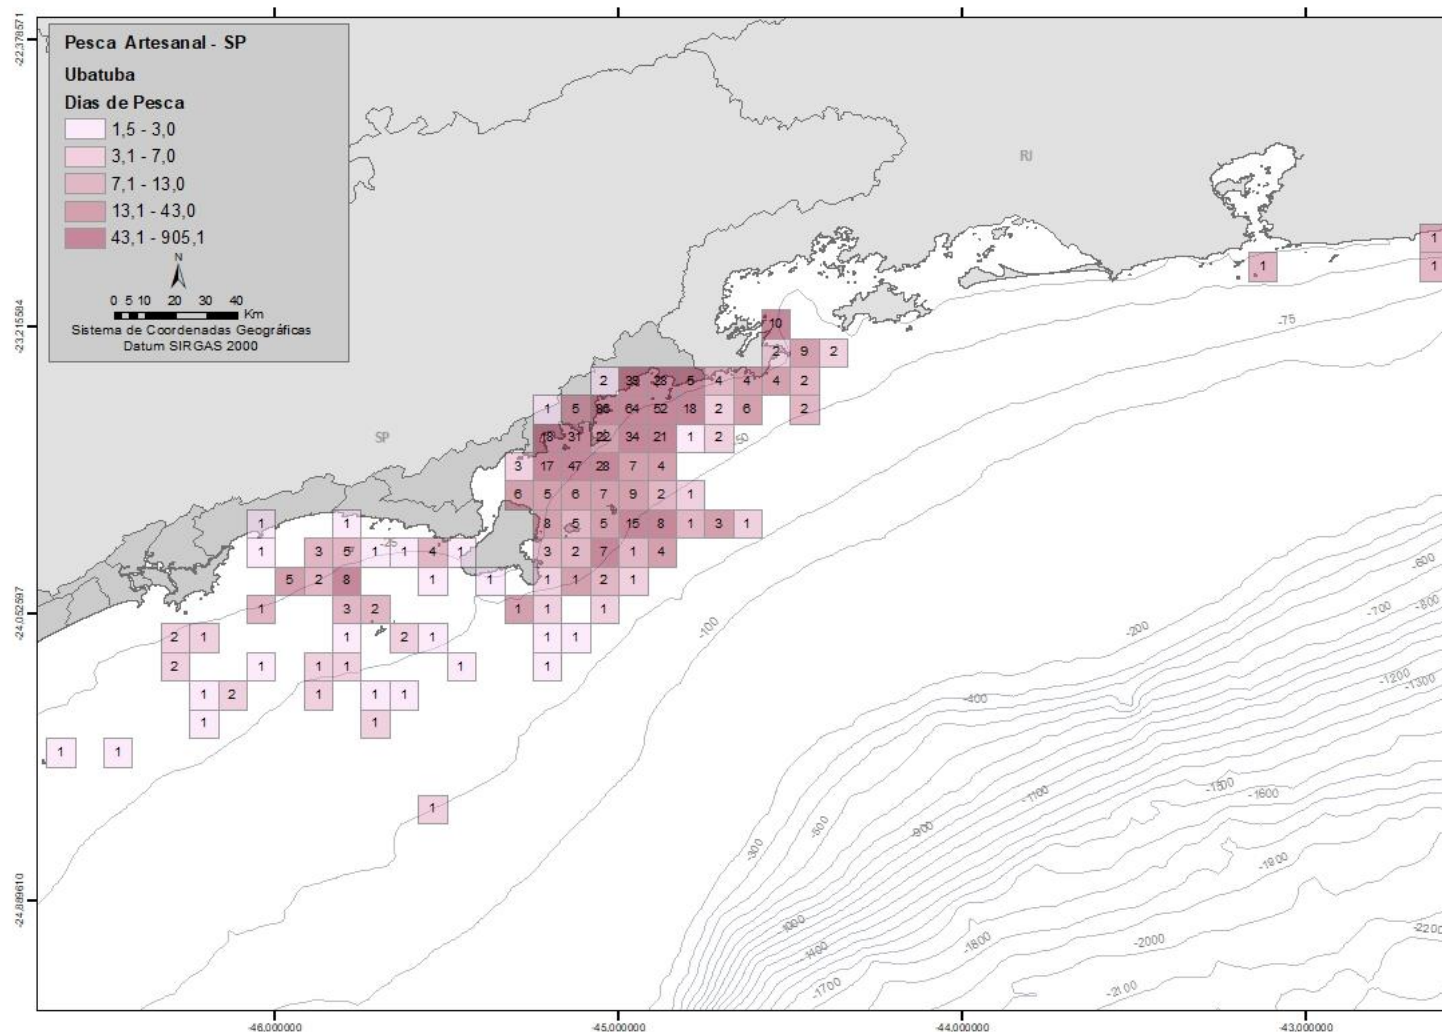 Pesca Artesanal - SP
Ubatuba
Dias de Pesca
1,5 - 3,0
3,1 - 7,0
7,1 - 13,0
13,1 - 43,0
43,1 - 905,1
N
0 5 10 20 30 40
Km
Sistema de Coordenadas Geográficas
Datum SIRGAS 2000
-22.378571
-23.215584
-24.052597
-24.889610
RJ
SP
1
1 1
-75
10
2 9 2
2 5 4 4 4 2
1 5 64 52 18 2 6 2
18 31 22 34 21 1 2
-50
3 17 47 28 7 4
6 5 6 7 9 2 1
1 1 8 5 5 15 8 1 3 1
1 3 5 1 1 4 1 3 2 7 1 4
-25
5 2 8 1 1 1 1 2 1
1 3 2 1 1 1
2 1 1 2 1 1 1
2 1 1 1 1 1
1 2 1 1 1
1 1
1 1
1
-100
-200
-400
-600
-700
-800
-1200
-1300
-1100
-1500
-1600
-300
-500
-900
-1900
-1000
-1400
-1700
-1800
-2000
-2100
-2200
-46.000000 -45.000000 -44.000000 -43.000000